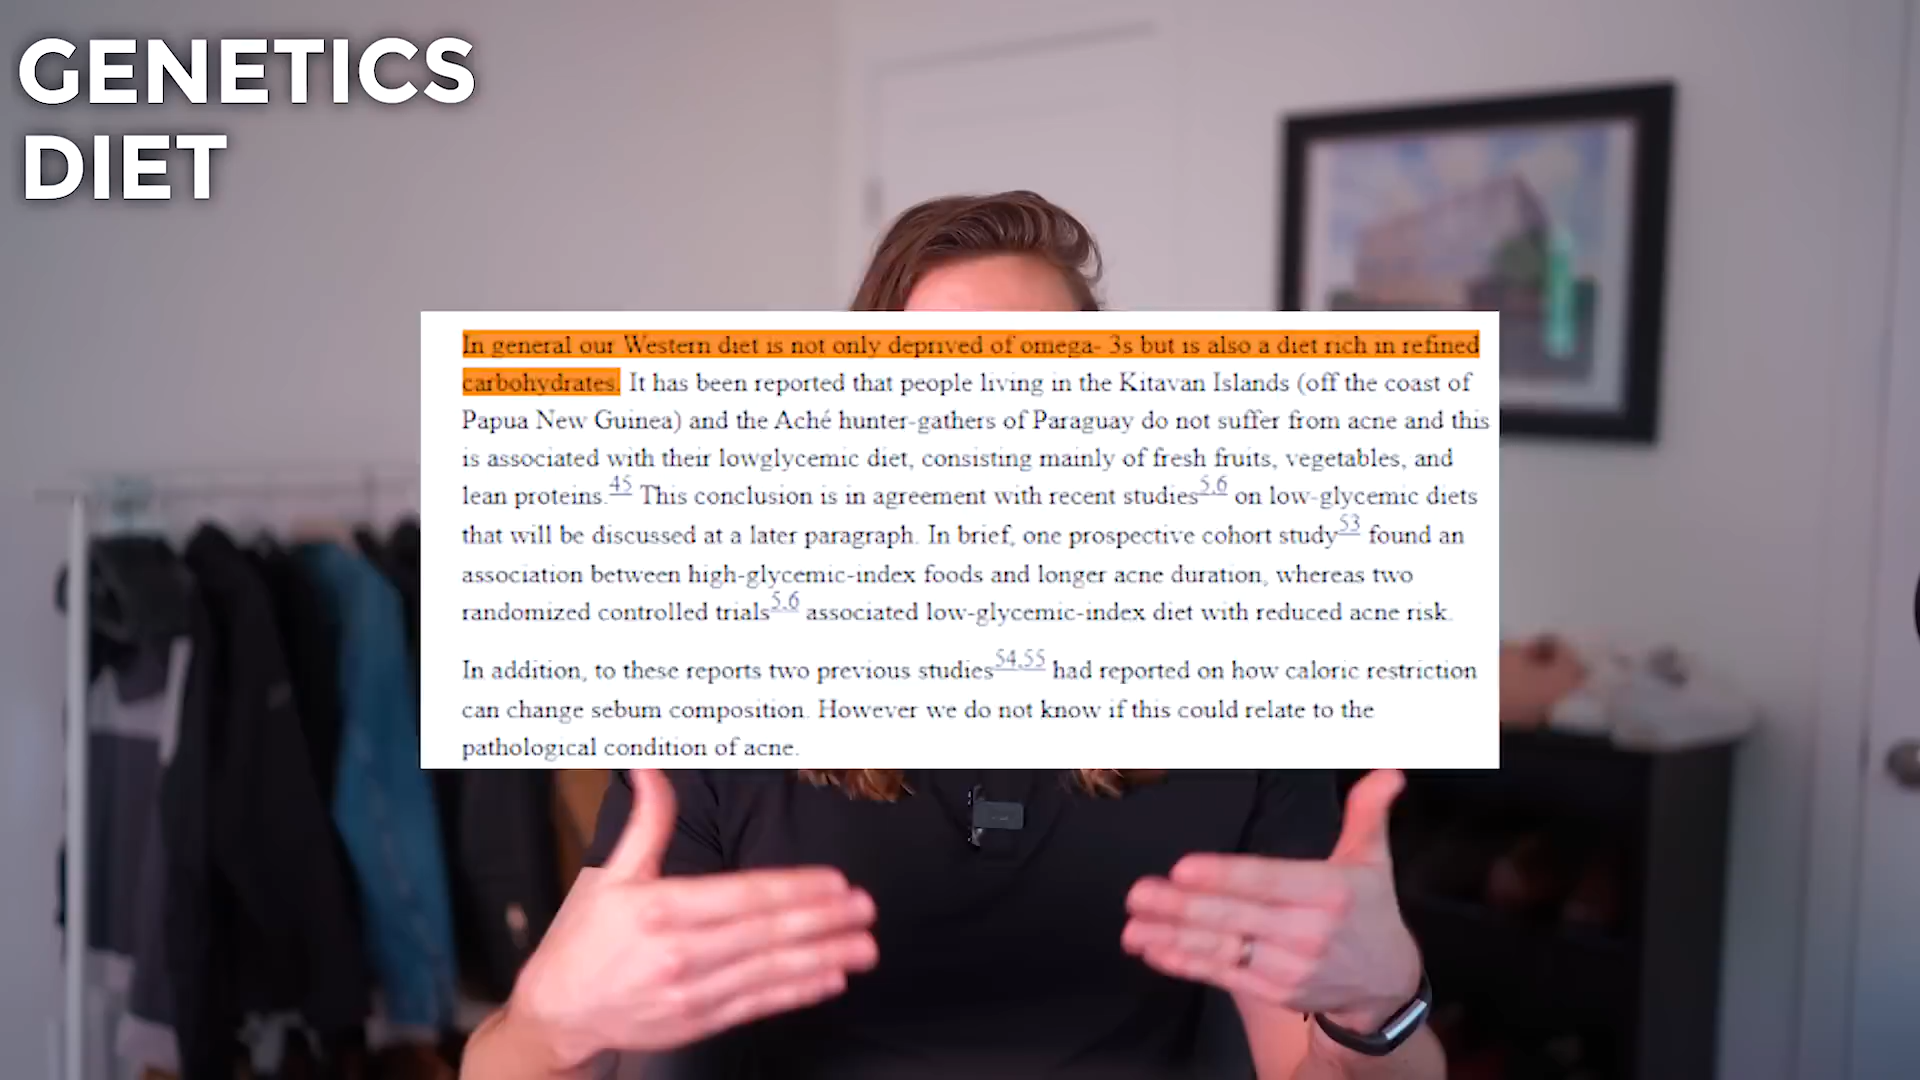 GENETICS
DIET
In general our Western diet is not only deprived of omega- 3s but is also a diet rich in refined
carbohydrates. It has been reported that people living in the Kitavan Islands (off the coast of
Papua New Guinea) and the Aché hunter-gathers of Paraguay do not suffer from acne and this
is associated with their lowglycemic diet, consisting mainly of fresh fruits, vegetables, and
lean proteins.45 This conclusion is in agreement with recent studies5,6 on low-glycemic diets
that will be discussed at a later paragraph. In brief, one prospective cohort study53 found an
association between high-glycemic-index foods and longer acne duration, whereas two
randomized controlled trials5,6 associated low-glycemic-index diet with reduced acne risk.
In addition, to these reports two previous studies54,55 had reported on how caloric restriction
can change sebum composition. However we do not know if this could relate to the
pathological condition of acne.